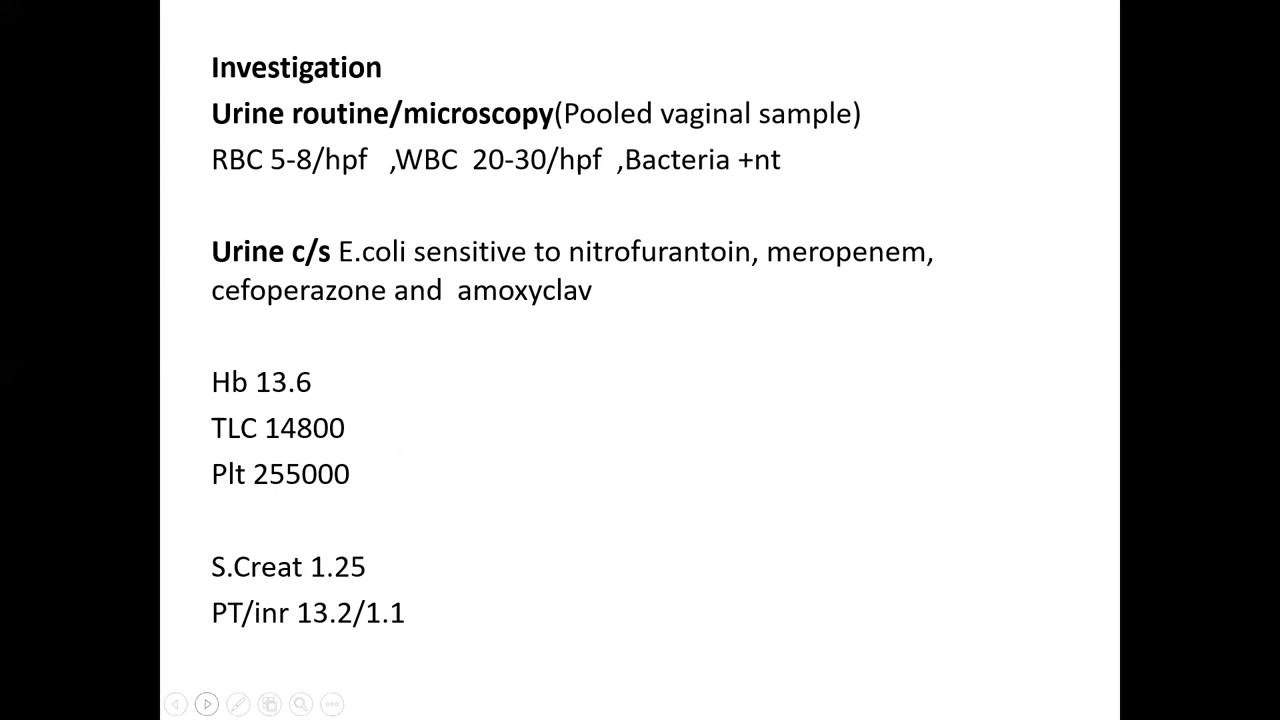 Investigation
Urine routine/microscopy(Pooled vaginal sample)
RBC 5-8/hpf ,WBC 20-30/hpf ,Bacteria +nt
Urine c/s E.coli sensitive to nitrofurantoin, meropenem,
cefoperazone and amoxyclav
Hb 13.6
TLC 14800
Plt 255000
S.Creat 1.25
PT/inr 13.2/1.1